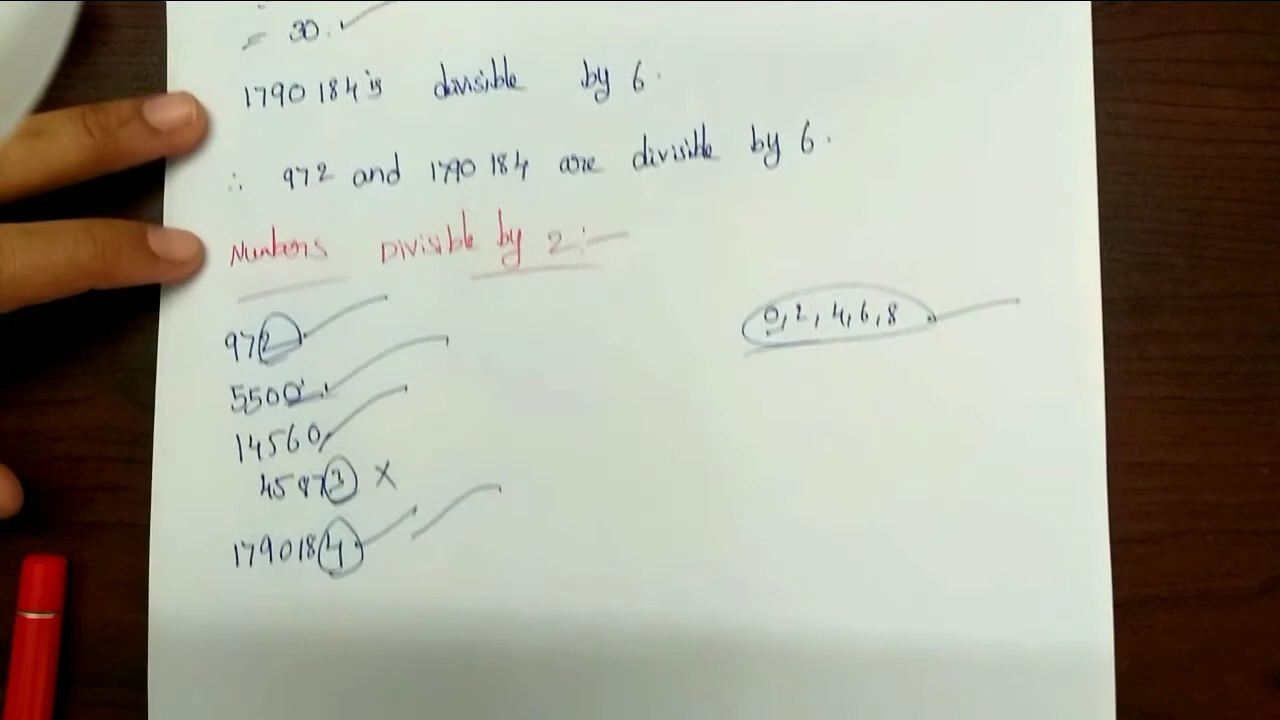 = 30.
1790184 is divisible by 6.
∴ 972 and 1790184 are divisible by 6.
Numbers Divisible by 2:-
972
5500
14560
0, 2, 4, 6, 8
45873 X
1790184